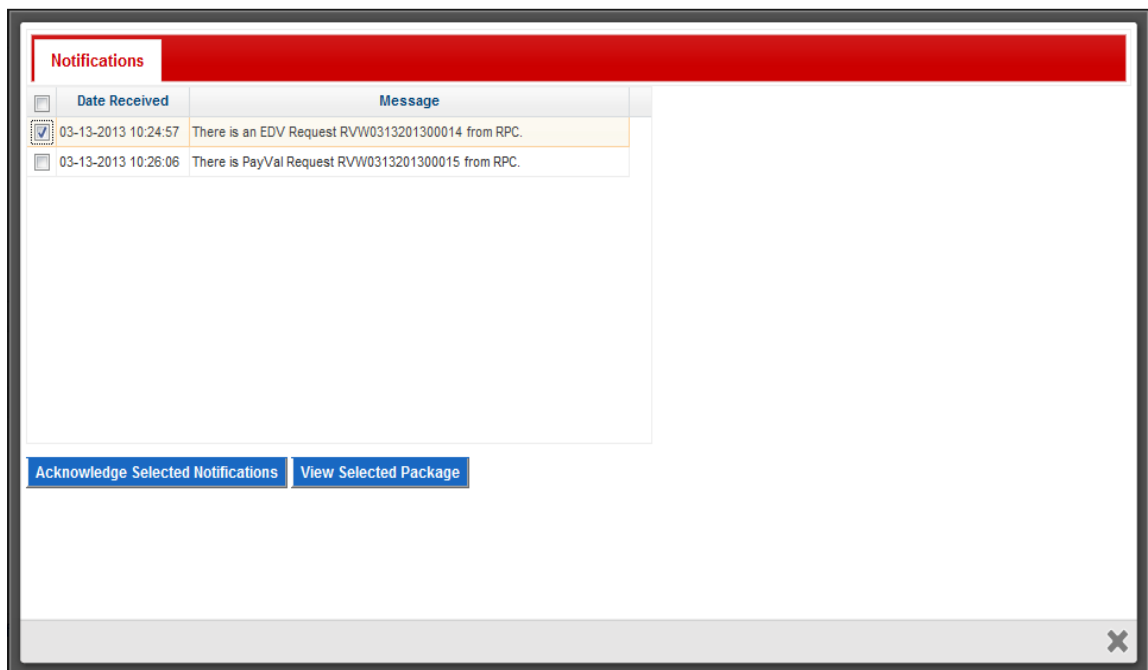 Notifications
Date Received Message
03-13-2013 10:24:57 There is an EDV Request RVW0313201300014 from RPC.
03-13-2013 10:26:06 There is PayVal Request RVW0313201300015 from RPC.
Acknowledge Selected Notifications View Selected Package